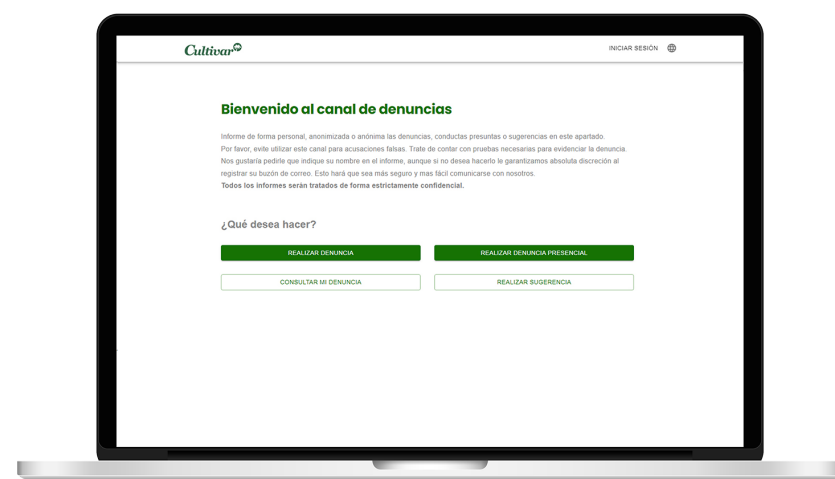 Cultivar
INICIAR SESIÓN
Bienvenido al canal de denuncias
Informe de forma personal, anonimizada o anónima las denuncias, conductas presuntas o sugerencias en este apartado.
Por favor, evite utilizar este canal para acusaciones falsas. Trate de contar con pruebas necesarias para evidenciar la denuncia.
Nos gustaría pedirle que indique su nombre en el informe, aunque si no desea hacerlo le garantizamos absoluta discreción al
registrar su buzón de correo. Esto hará que sea más seguro y mas fácil comunicarse con nosotros.
Todos los informes serán tratados de forma estrictamente confidencial.
¿Qué desea hacer?
REALIZAR DENUNCIA
REALIZAR DENUNCIA PRESENCIAL
CONSULTAR MI DENUNCIA
REALIZAR SUGERENCIA